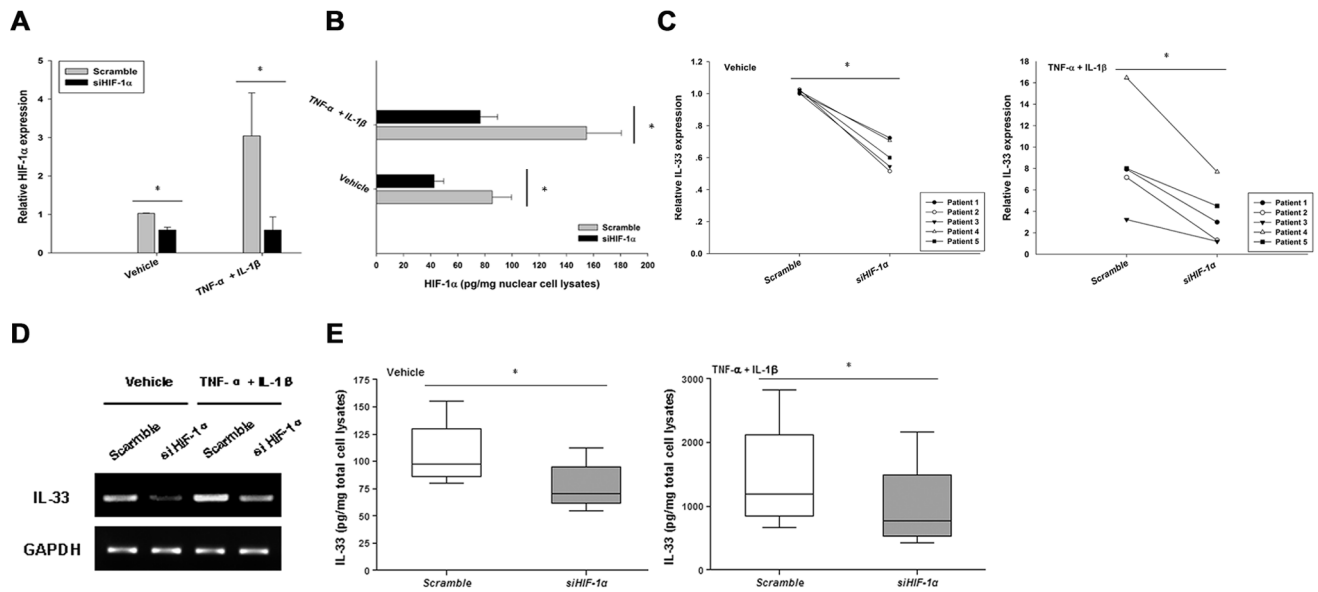 A
Relative HIF-1α expression
5
4
3
2
1
0
Scramble
siHIF-1α
*
*
Vehicle
TNF-α + IL-1β
B
TNF-α + IL-1β
Vehicle
*
*
Scramble
siHIF-1α
0 20 40 60 80 100 120 140 160 180 200
HIF-1α (pg/mg nuclear cell lysates)
C
Vehicle
*
Relative IL-33 expression
1.2
1.0
.8
.6
.4
.2
0
Patient 1
Patient 2
Patient 3
Patient 4
Patient 5
Scramble
siHIF-1α
TNF-α + IL-1β
*
Relative IL-33 expression
18
16
14
12
10
8
6
4
2
0
Patient 1
Patient 2
Patient 3
Patient 4
Patient 5
Scramble
siHIF-1α
D
Vehicle TNF- α + IL-1β
Scarmble siHIF-1α Scarmble siHIF-1α
IL-33
GAPDH
E
Vehicle
*
IL-33 (pg/mg total cell lysates)
175
150
125
100
75
50
25
0
Scramble siHIF-1α
TNF-α + IL-1β
*
IL-33 (pg/mg total cell lysates)
3000
2000
1000
0
Scramble siHIF-1α